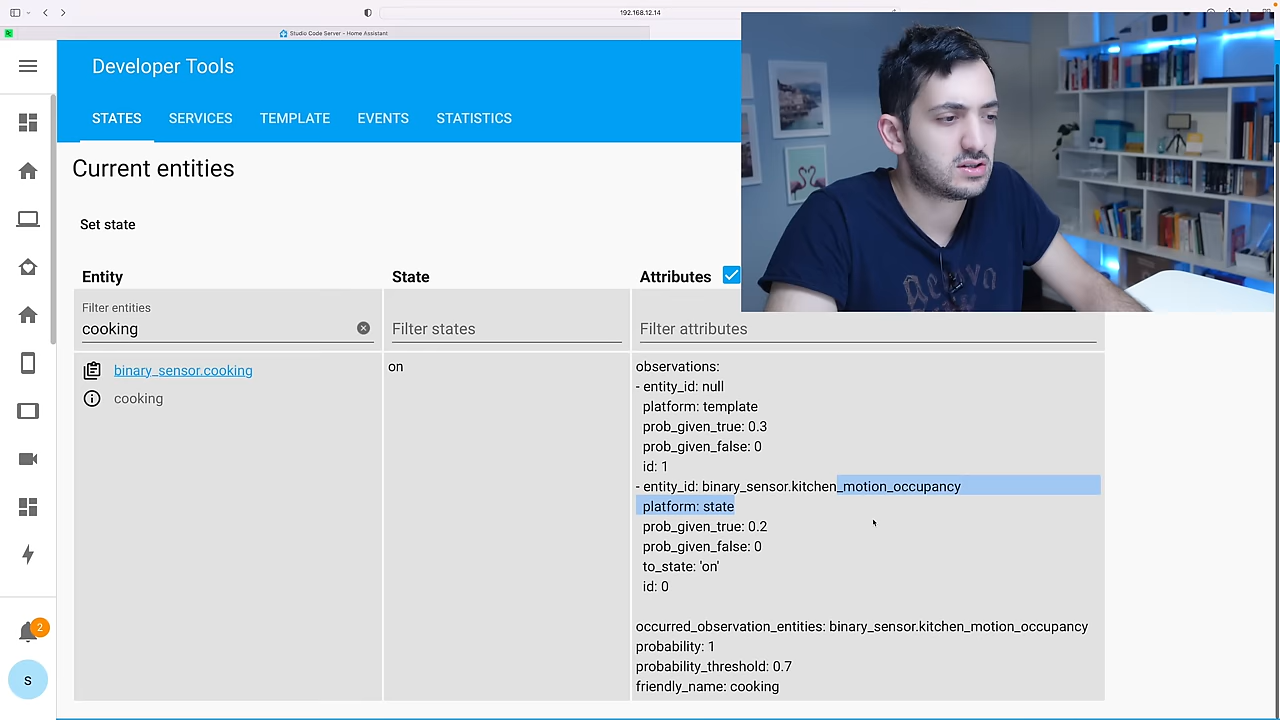 192.168.12.14
Studio Code Server - Home Assistant
Developer Tools
STATES
SERVICES
TEMPLATE
EVENTS
STATISTICS
Current entities
Set state
Entity
State
Attributes
Filter entities
cooking
Filter states
Filter attributes
binary_sensor.cooking
cooking
on
observations:
- entity_id: null
platform: template
prob_given_true: 0.3
prob_given_false: 0
id: 1
- entity_id: binary_sensor.kitchen_motion_occupancy
platform: state
prob_given_true: 0.2
prob_given_false: 0
to_state: 'on'
id: 0
occurred_observation_entities: binary_sensor.kitchen_motion_occupancy
probability: 1
probability_threshold: 0.7
friendly_name: cooking
2
s